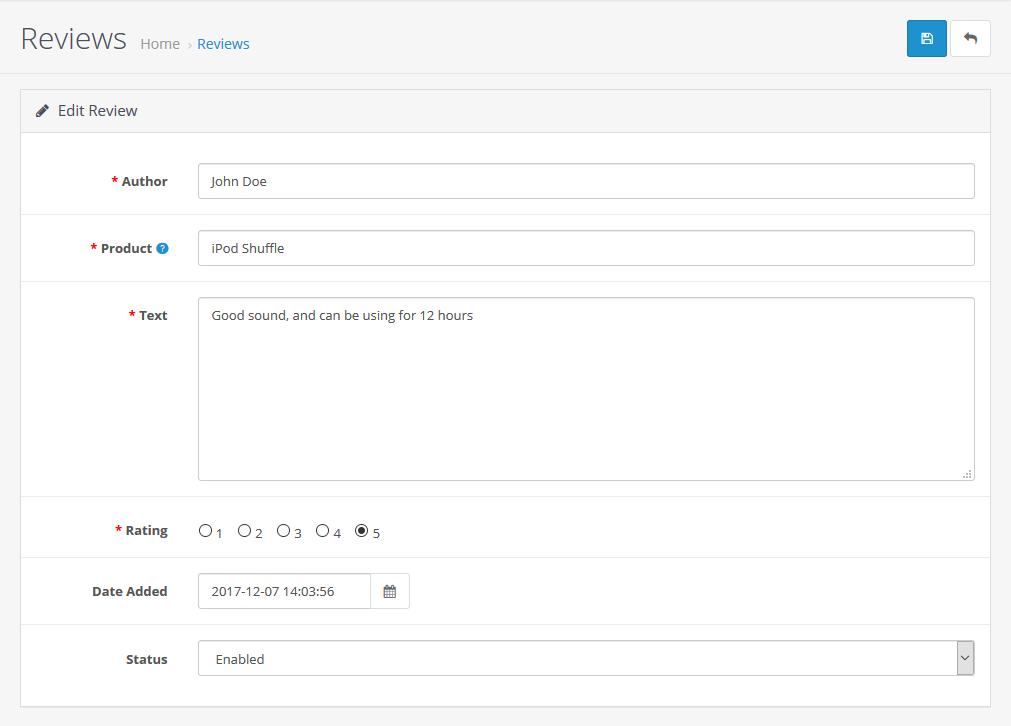 Reviews Home › Reviews
Edit Review
* Author John Doe
* Product ? iPod Shuffle
* Text Good sound, and can be using for 12 hours
* Rating 1 2 3 4 5
Date Added 2017-12-07 14:03:56
Status Enabled